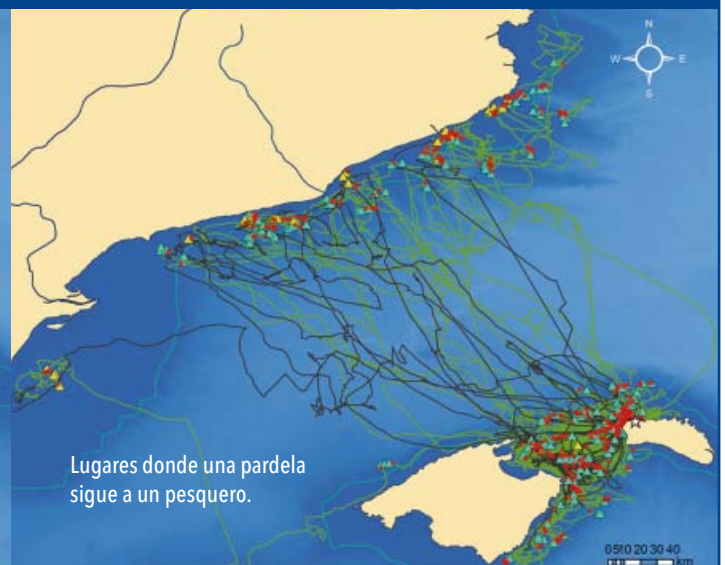 N
W E
S
Lugares donde una pardela
sigue a un pesquero.
0510 20 30 40
km